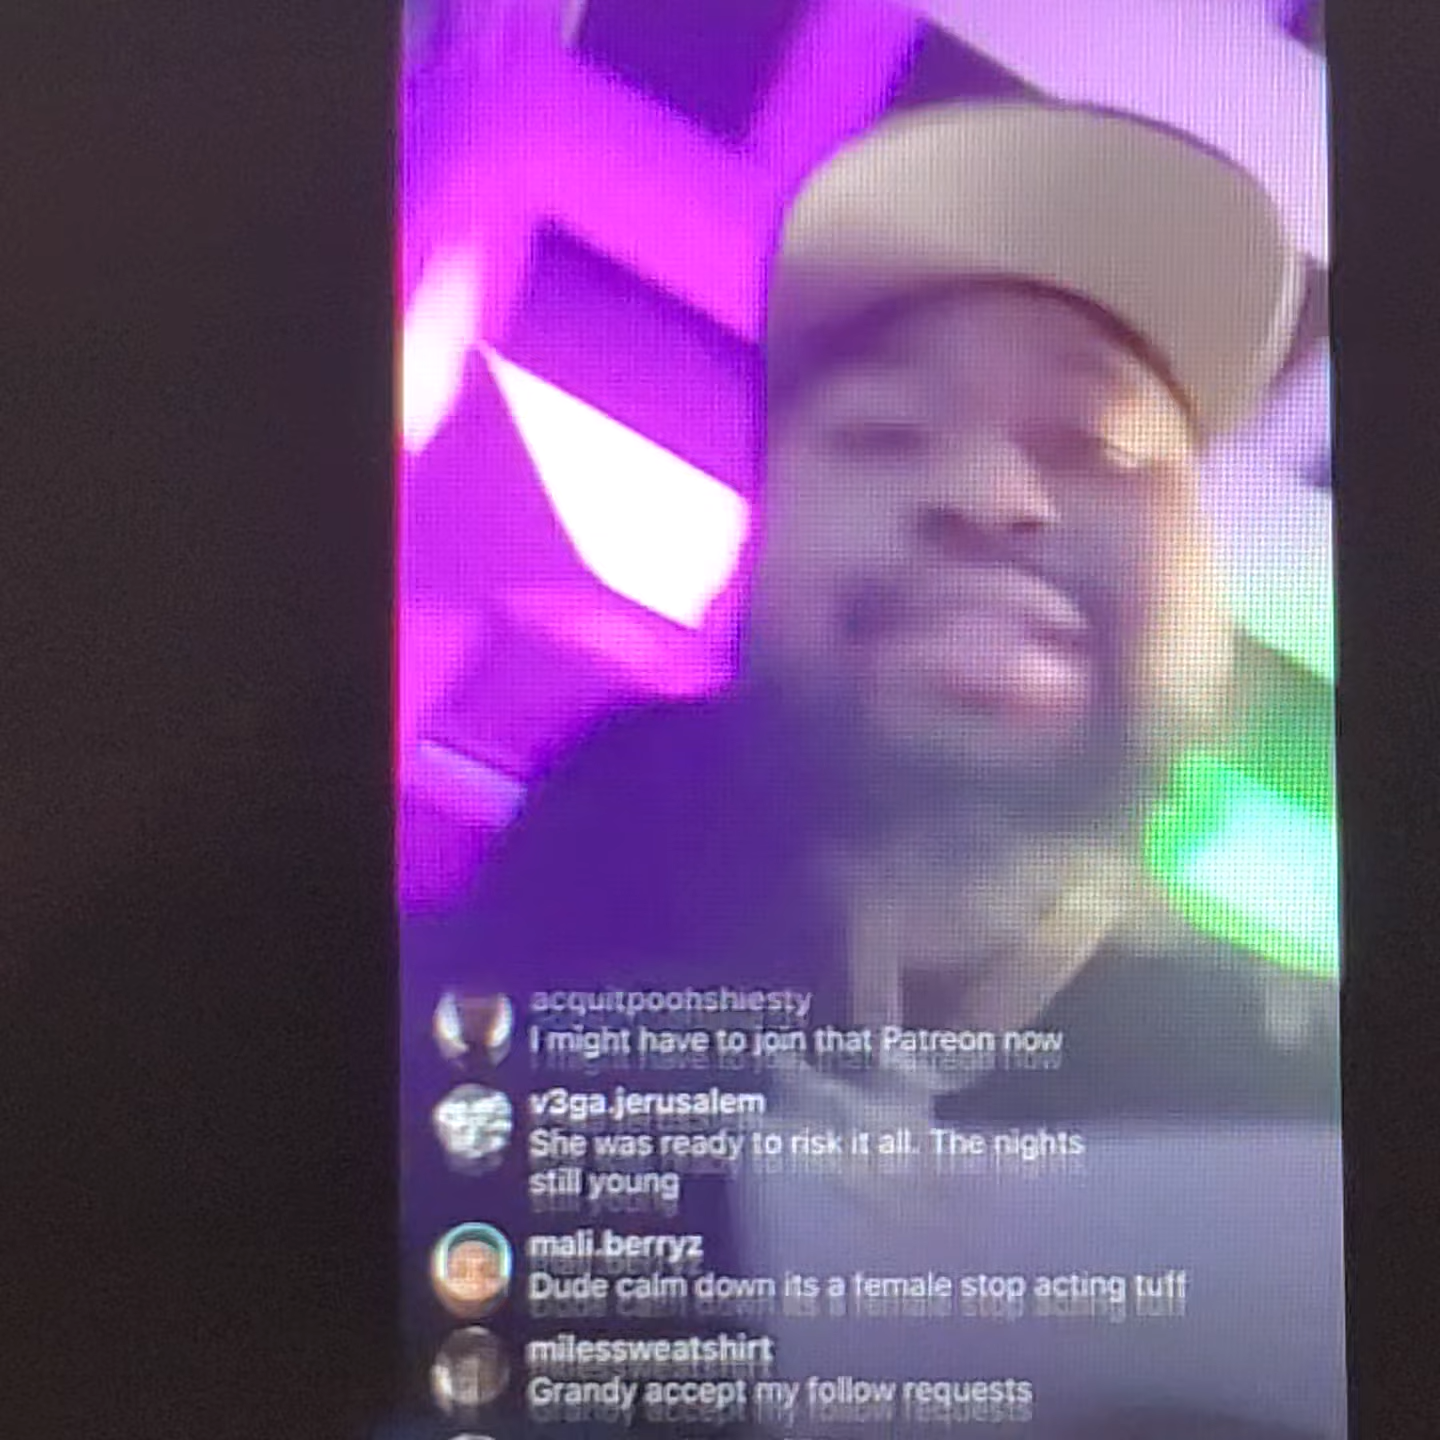 acquitpoohshiesty
I might have to join that Patreon now
v3ga.jerusalem
She was ready to risk it all. The nights
still young
mali.berryz
Dude calm down its a female stop acting tuff
milessweatshirt
Grandy accept my follow requests